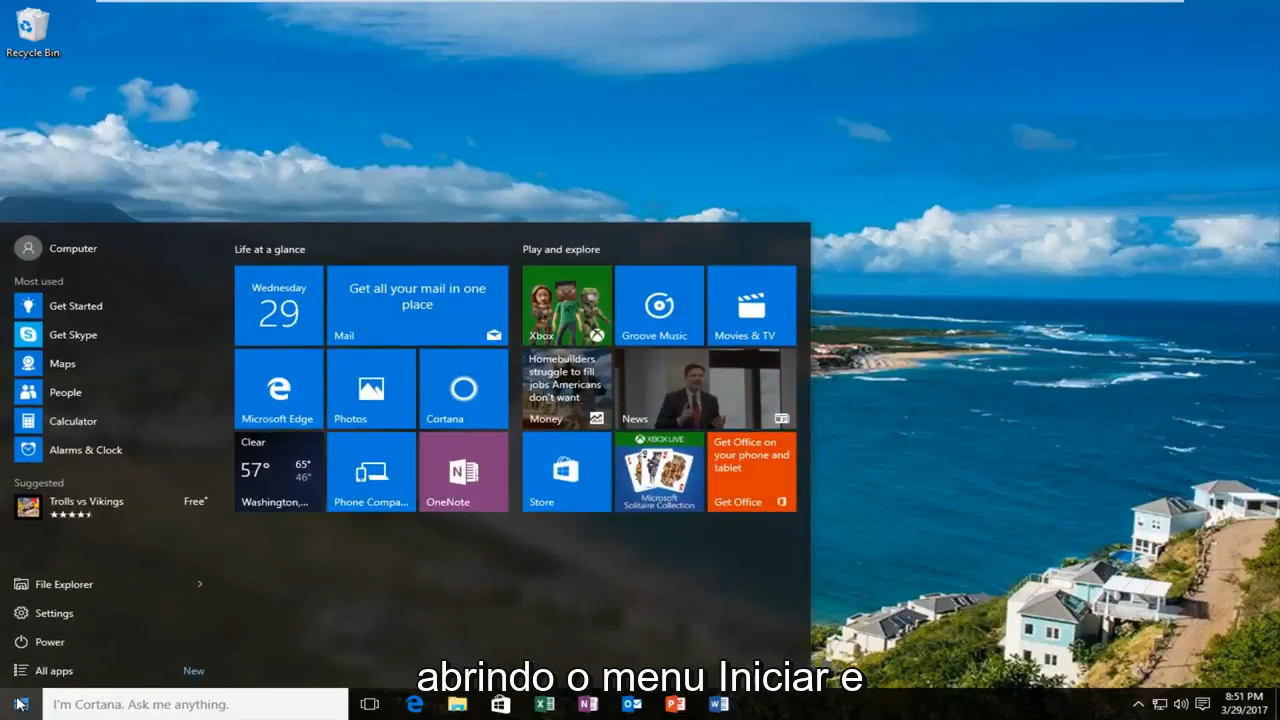 Recycle Bin
Computer
Most used
Get Started
Get Skype
Maps
People
Calculator
Alarms & Clock
Suggested
Trolls vs Vikings
Free*
File Explorer
Settings
Power
All apps
New
Life at a glance
Wednesday
29
Get all your mail in one
place
Mail
Microsoft Edge
Photos
Cortana
Clear
57°
65°
46°
Washington,...
Phone Compa...
OneNote
Play and explore
Xbox
Groove Music
Movies & TV
Homebuilders
struggle to fill
jobs Americans
don't want
Money
News
Store
XBOX LIVE
Microsoft
Solitaire Collection
Get Office on
your phone and
tablet
Get Office
abrindo o menu Iniciar e
I'm Cortana. Ask me anything.
8:51 PM
3/29/2017